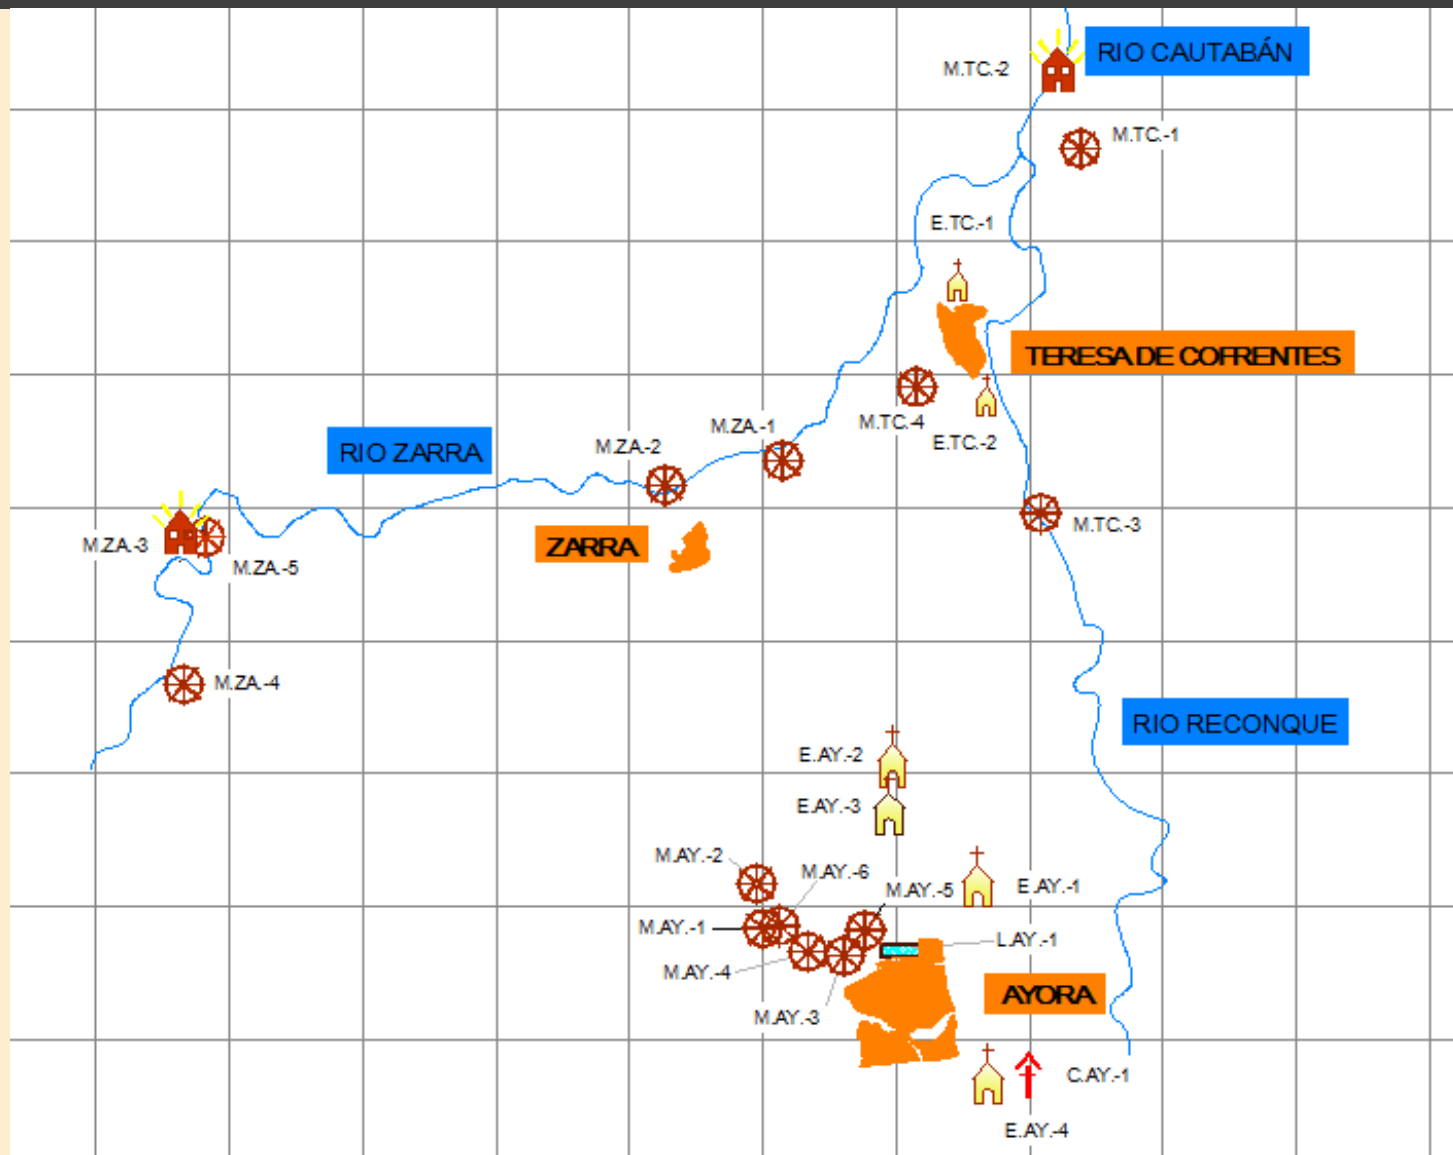 RIO CAUTABÁN
M.TC.-2
M.TC.-1
E.TC.-1
TERESA DE COFRENTES
M.TC.-4
M.ZA.-1
E.TC.-2
M.ZA.-2
RIO ZARRA
M.TC.-3
M.ZA.-3
ZARRA
M.ZA.-5
M.ZA.-4
RIO RECONQUE
E.AY.-2
E.AY.-3
M.AY.-2
M.AY.-6
M.AY.-5
E.AY.-1
M.AY.-1
L.AY.-1
M.AY.-4
AYORA
M.AY.-3
C.AY.-1
E.AY.-4